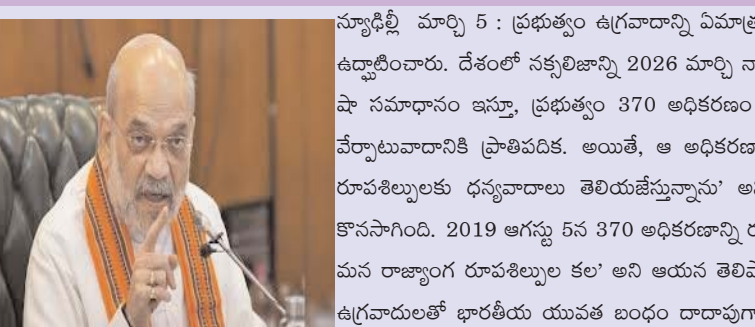 న్యూఢిల్లీ మార్చి 5 : ప్రభుత్వం ఉగ్రవాదాన్ని ఏమాత్ర
ఉద్ఘాటించారు. దేశంలో నక్సలిజాన్ని 2026 మార్చి నా
షా సమాధానం ఇస్తూ, ప్రభుత్వం 370 అధికరణం
వేర్పాటువాదానికి ప్రాతిపదిక. అయితే, ఆ అధికరణా
రూపశిల్పులకు ధన్యవాదాలు తెలియజేస్తున్నాను’ అ
కొనసాగింది. 2019 ఆగస్టు 5న 370 అధికరణాన్ని ర
మన రాజ్యాంగ రూపశిల్పుల కల’ అని ఆయన తెలిపా
ఉగ్రవాదులతో భారతీయ యువత బంధం దాదాపుగా